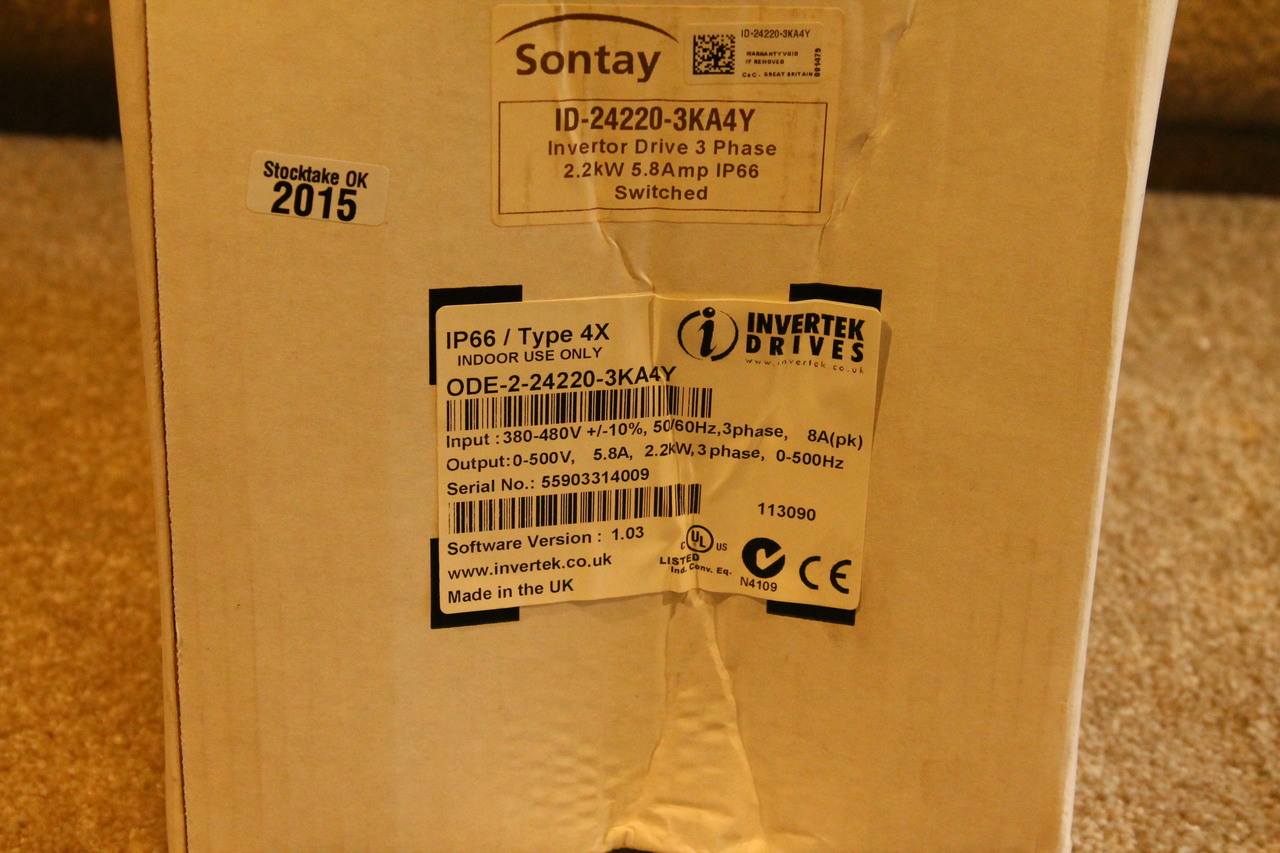 Sontay
ID-24220-3KA4Y
WARRANTY VOID
IF REMOVED
C&C - GREAT BRITAIN
001479
ID-24220-3KA4Y
Invertor Drive 3 Phase
2.2kW 5.8Amp IP66
Switched
Stocktake OK
2015
IP66 / Type 4X
INDOOR USE ONLY
INVERTEK
DRIVES
www.invertek.co.uk
ODE-2-24220-3KA4Y
Input : 380-480V +/-10%, 50/60Hz,3phase, 8A(pk)
Output:0-500V, 5.8A, 2.2kW,3 phase, 0-500Hz
Serial No.: 55903314009
113090
Software Version : 1.03
www.invertek.co.uk
Made in the UK
C UL US
LISTED
Ind. Conv. Eq.
N4109
CE